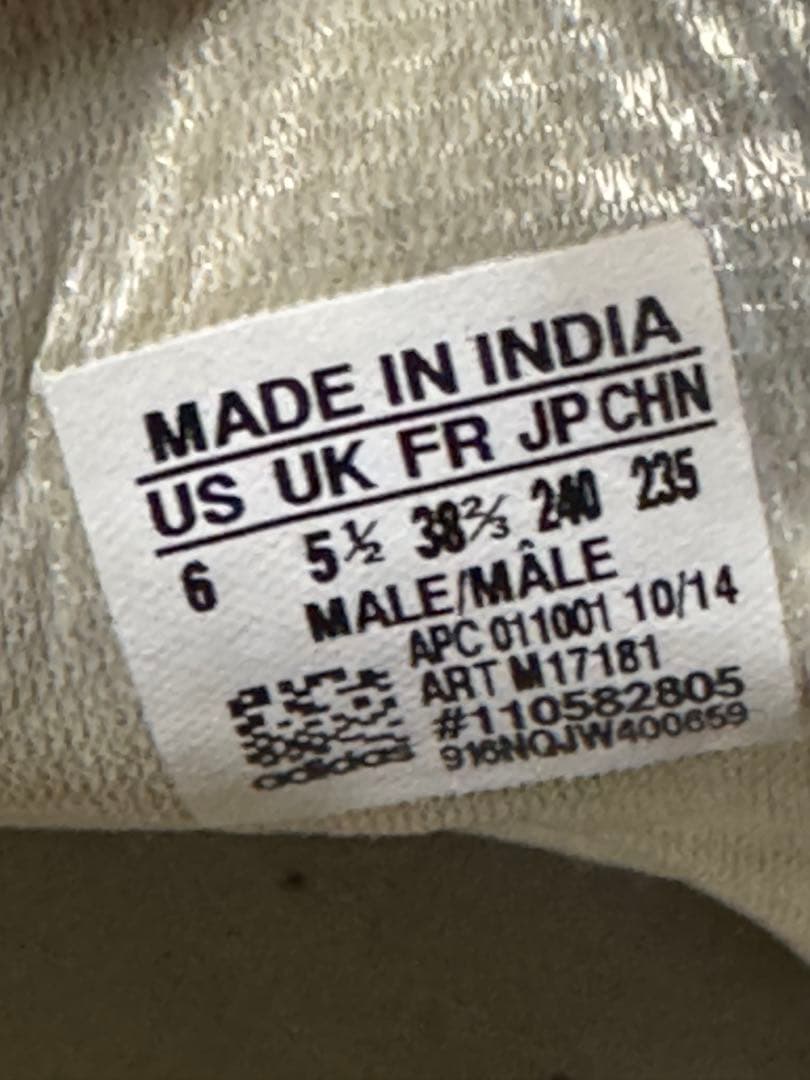 MADE IN INDIA
US UK FR JP CHN
6 5½ 38⅔ 240 235
MALE/MÂLE
APC 011001 10/14
ART M17181
#110582805
916NQJW400659
adidas